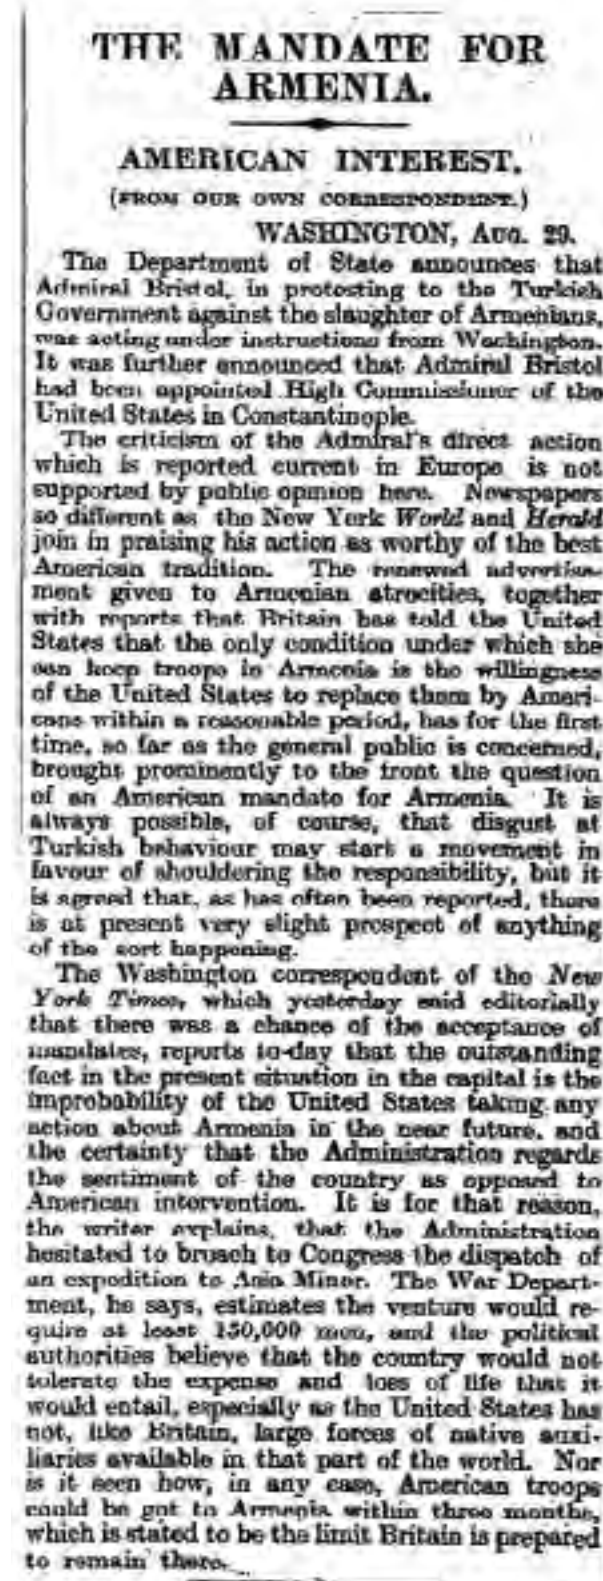 THE MANDATE FOR
ARMENIA.
AMERICAN INTEREST.
(FROM OUR OWN CORRESPONDENT.)
WASHINGTON, AUG. 29.
The Department of State announces that
Admiral Bristol, in protesting to the Turkish
Government against the slaughter of Armenians,
was acting under instructions from Washington.
It was further announced that Admiral Bristol
had been appointed High Commissioner of the
United States in Constantinople.
The criticism of the Admiral's direct action
which is reported current in Europe is not
supported by public opinion here. Newspapers
so different as the New York World and Herald
join in praising his action as worthy of the best
American tradition. The renewed advertise-
ment given to Armenian atrocities, together
with reports that Britain has told the United
States that the only condition under which she
can keep troops in Armenia is the willingness
of the United States to replace them by Ameri-
cans within a reasonable period, has for the first
time, so far as the general public is concerned,
brought prominently to the front the question
of an American mandate for Armenia. It is
always possible, of course, that disgust at
Turkish behaviour may start a movement in
favour of shouldering the responsibility, but it
is agreed that, as has often been reported, there
is at present very slight prospect of anything
of the sort happening.
The Washington correspondent of the New
York Times, which yesterday said editorially
that there was a chance of the acceptance of
mandates, reports to-day that the outstanding
fact in the present situation in the capital is the
improbability of the United States taking any
action about Armenia in the near future, and
the certainty that the Administration regards
the sentiment of the country as opposed to
American intervention. It is for that reason,
the writer explains, that the Administration
hesitated to broach to Congress the dispatch of
an expedition to Asia Minor. The War Depart-
ment, he says, estimates the venture would re-
quire at least 150,000 men, and the political
authorities believe that the country would not
tolerate the expense and loss of life that it
would entail, especially as the United States has
not, like Britain, large forces of native auxi-
liaries available in that part of the world. Nor
is it seen how, in any case, American troops
could be got to Armenia within three months,
which is stated to be the limit Britain is prepared
to remain there.